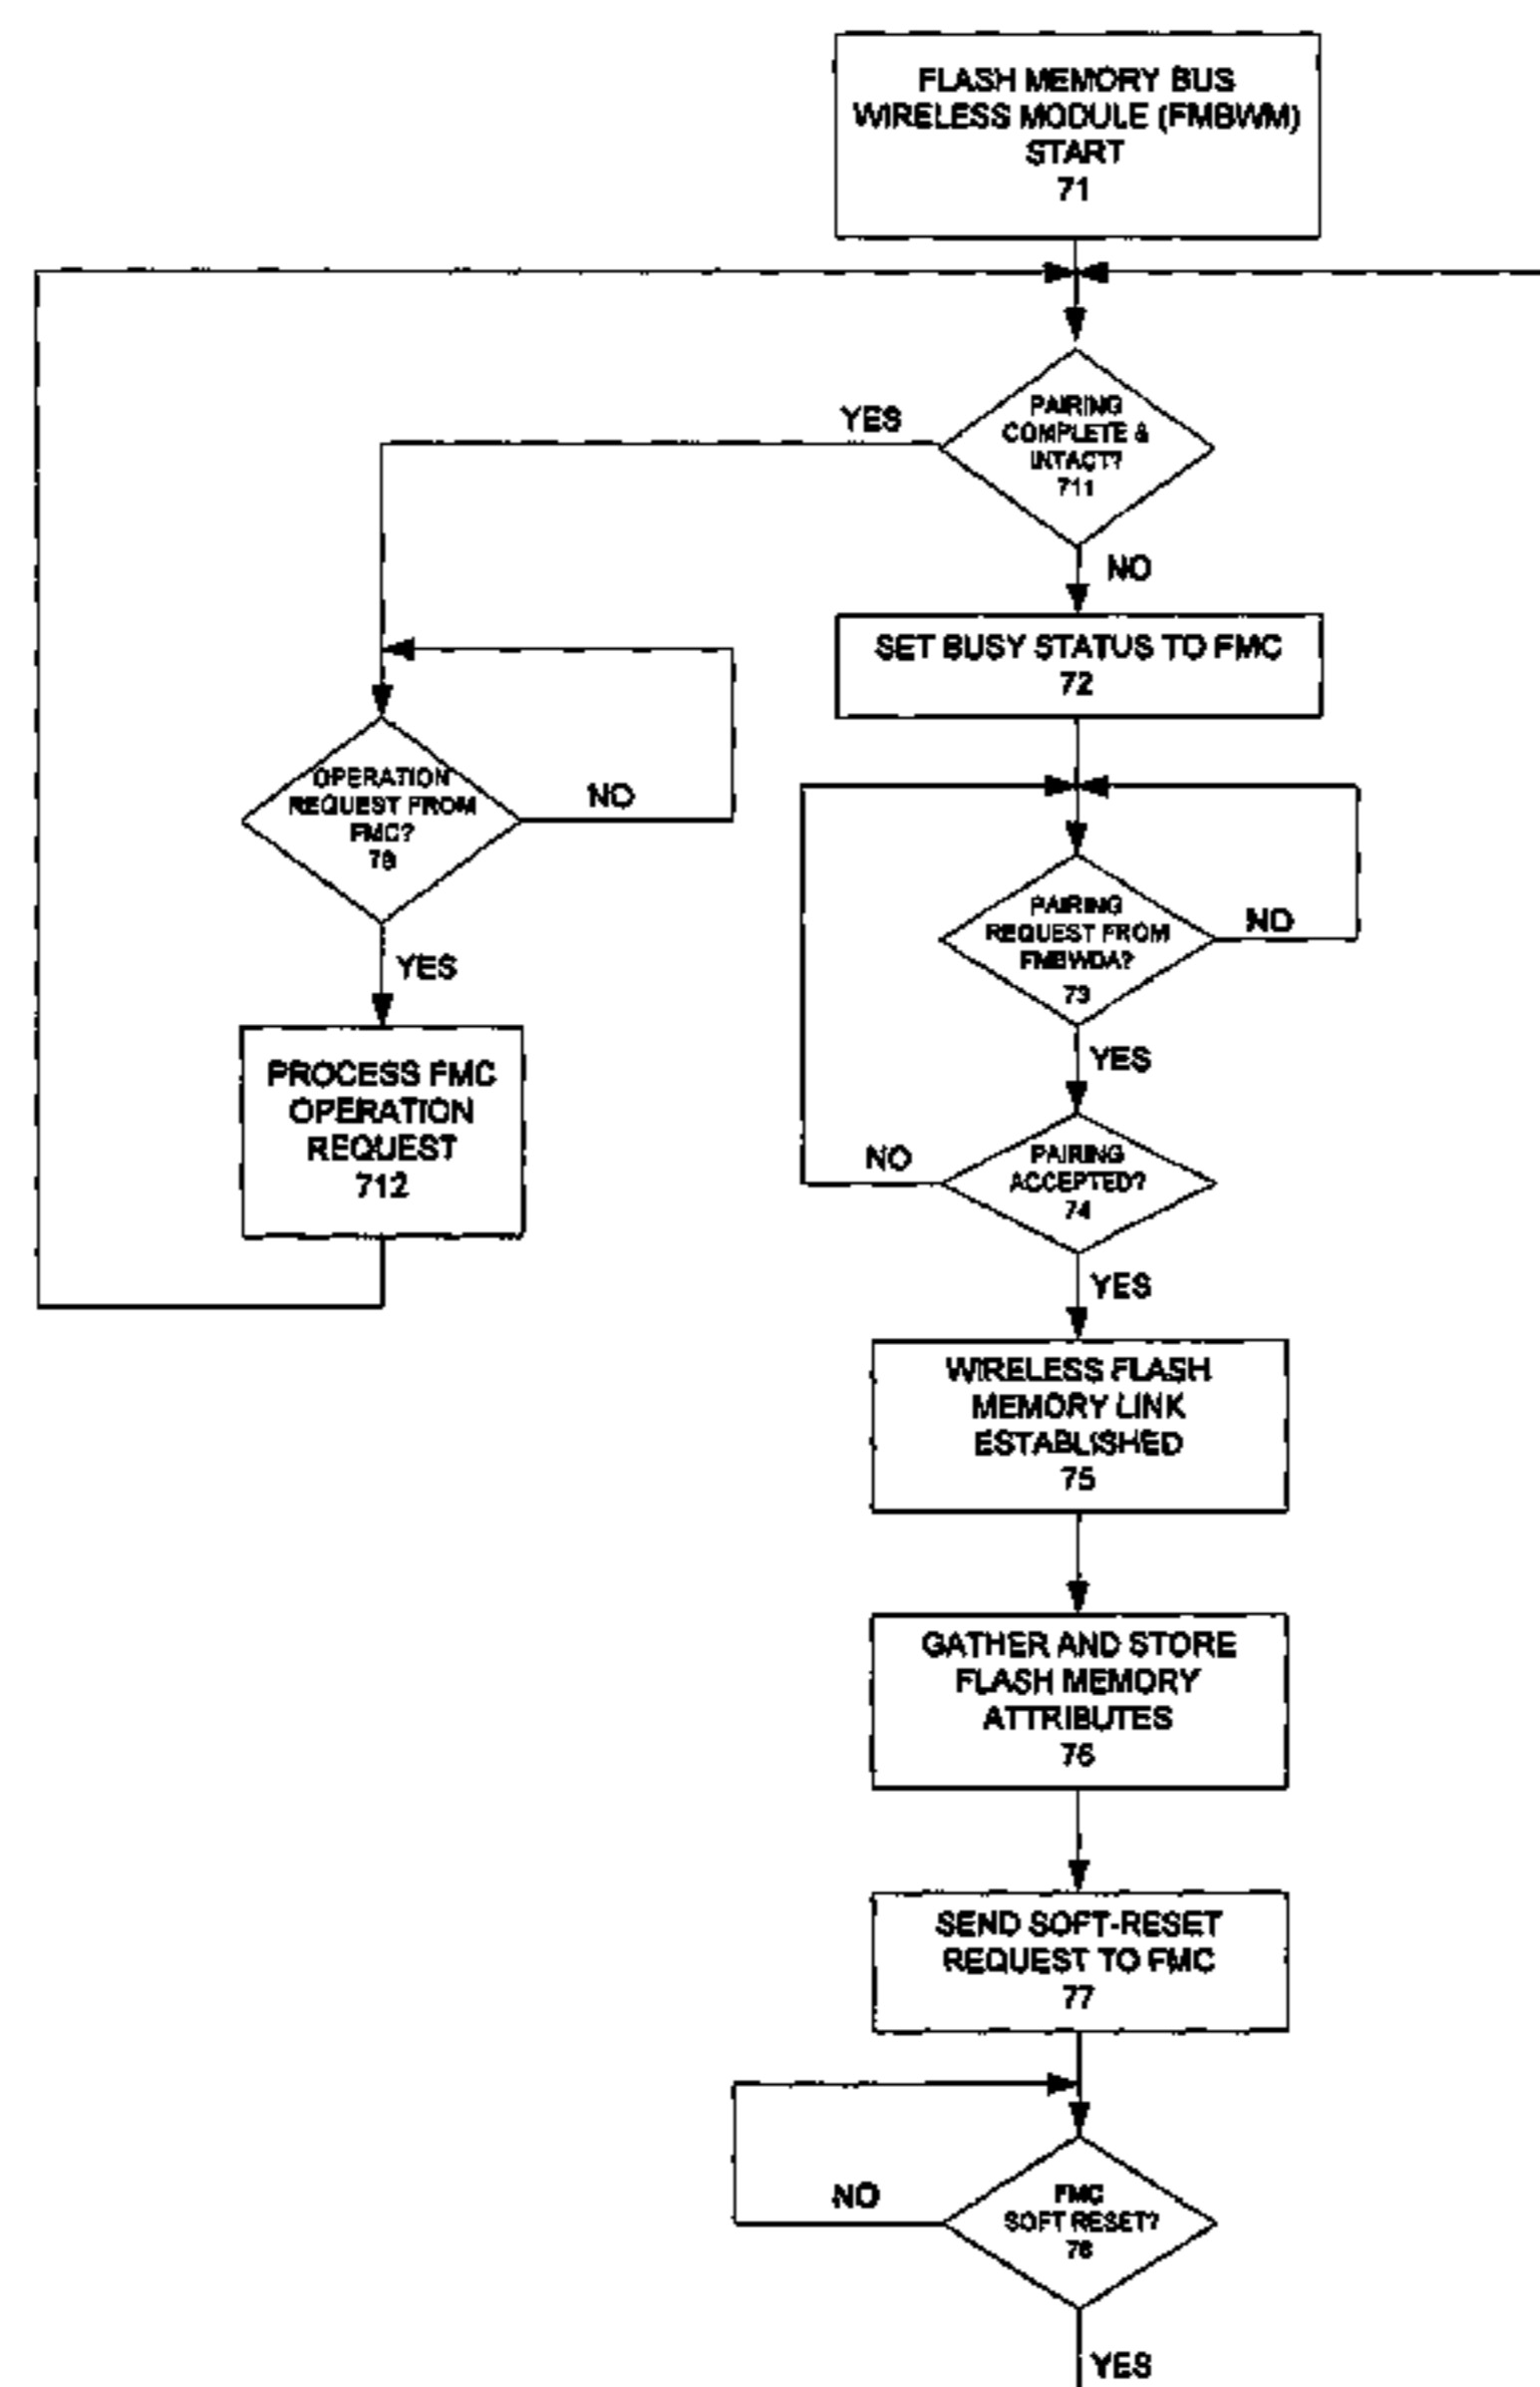 FLASH MEMORY BUS
WIRELESS MODULE (FMBWM)
START
71
PAIRING
COMPLETE &
INTACT?
711
YES
NO
SET BUSY STATUS TO FMC
72
OPERATION
REQUEST FROM
FMC?
NO
YES
PROCESS FMC
OPERATION
REQUEST
712
PAIRING
REQUEST FROM
FMBWDA?
73
NO
YES
PAIRING
ACCEPTED?
74
NO
YES
WIRELESS FLASH
MEMORY LINK
ESTABLISHED
75
GATHER AND STORE
FLASH MEMORY
ATTRIBUTES
76
SEND SOFT-RESET
REQUEST TO FMC
77
FMC
SOFT RESET?
NO
YES